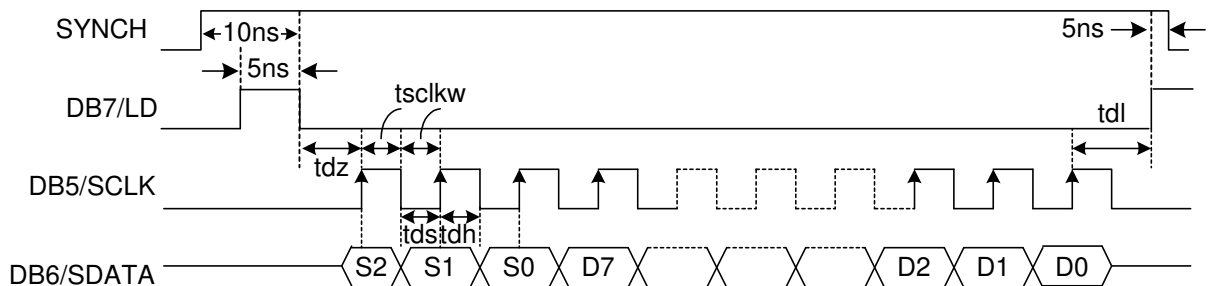 SYNCH
10ns
5ns
5ns
DB7/LD
tsclkw
tdl
tdz
DB5/SCLK
tds tdh
DB6/SDATA
S2 S1 S0 D7 D2 D1 D0